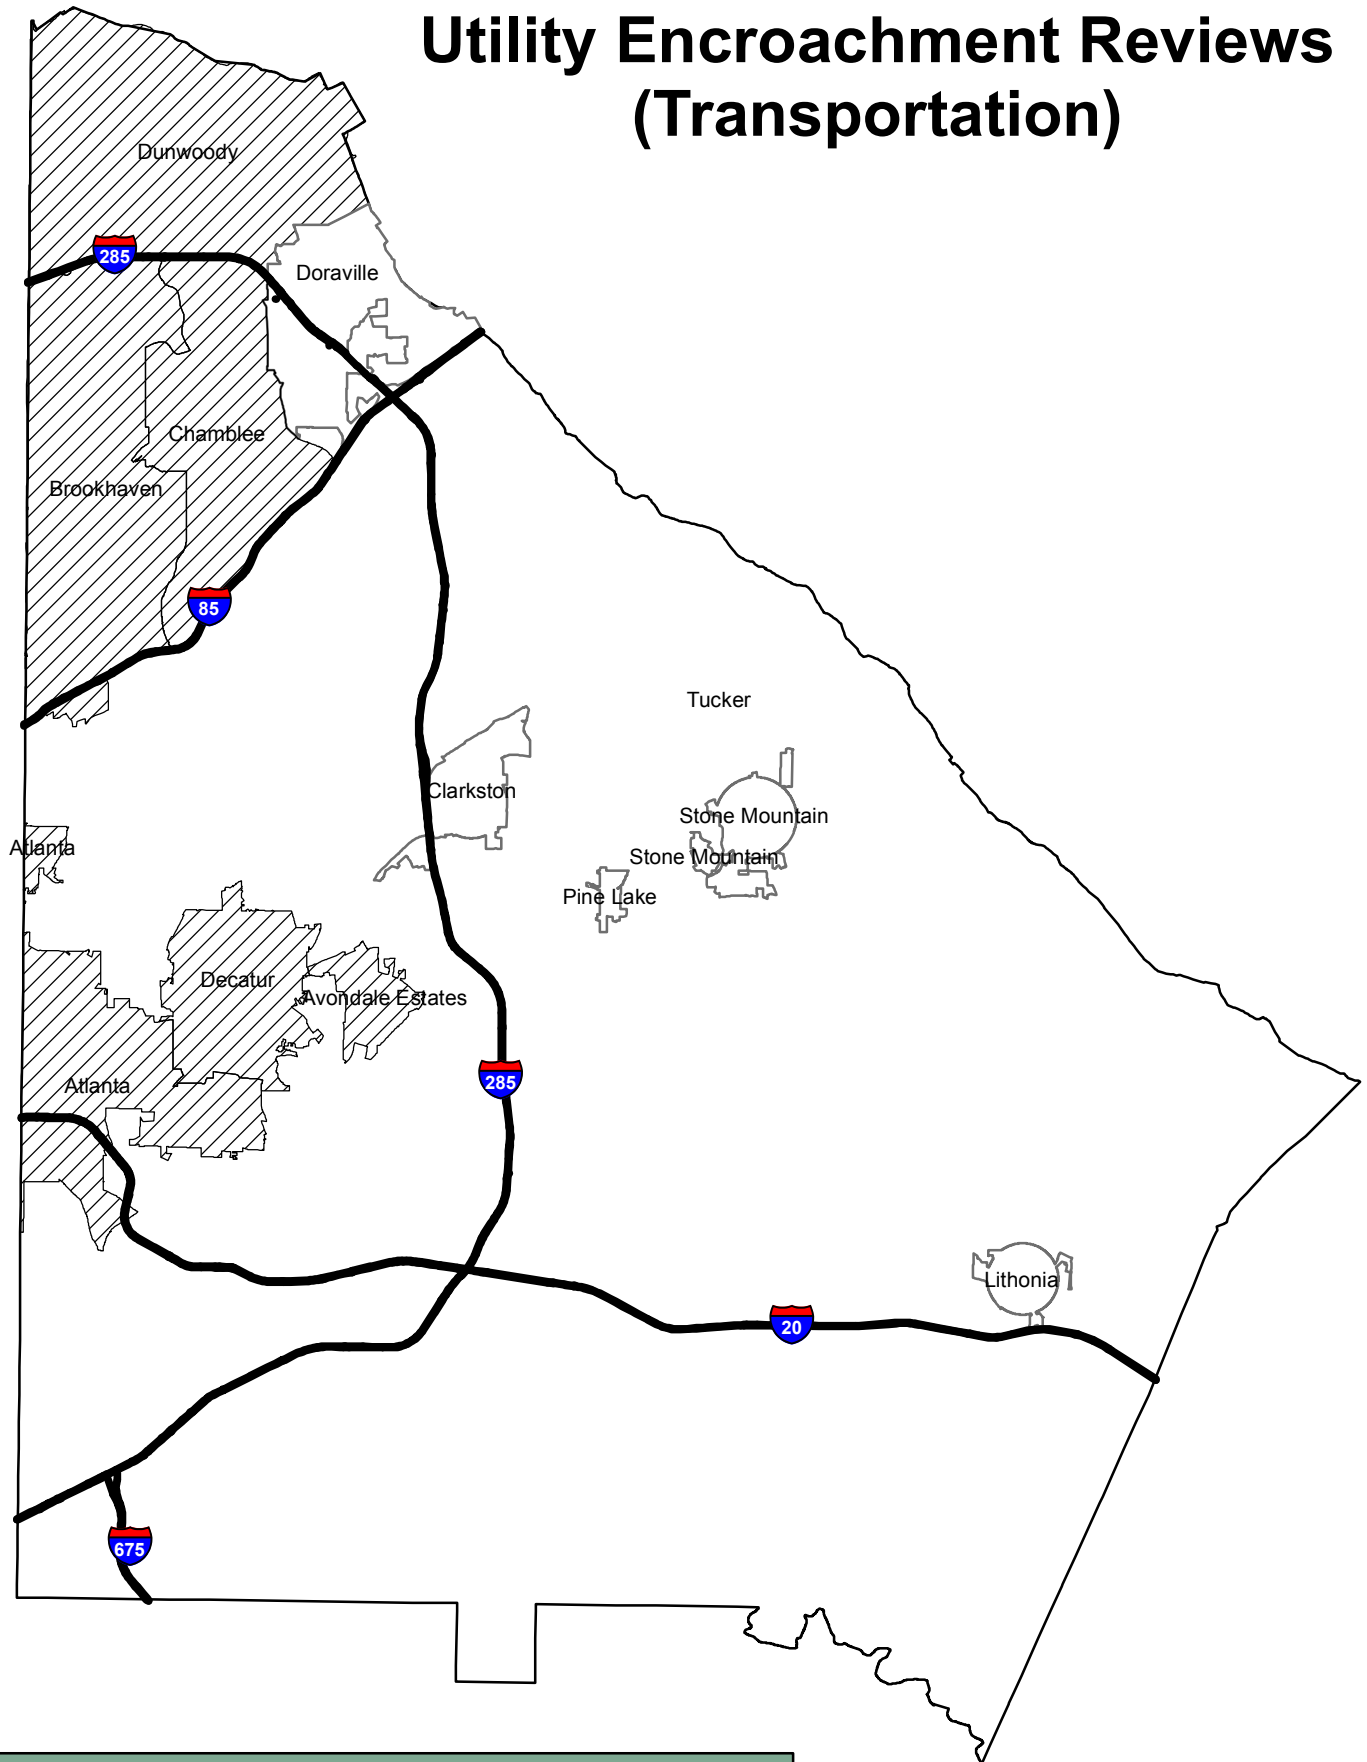 Utility Encroachment Reviews
(Transportation)
Dunwoody
285
Doraville
Chamblee
Brookhaven
85
Tucker
Clarkston
Stone Mountain
Atlanta
Stone Mountain
Pine Lake
Decatur
Avondale Estates
285
Atlanta
Lithonia
20
675